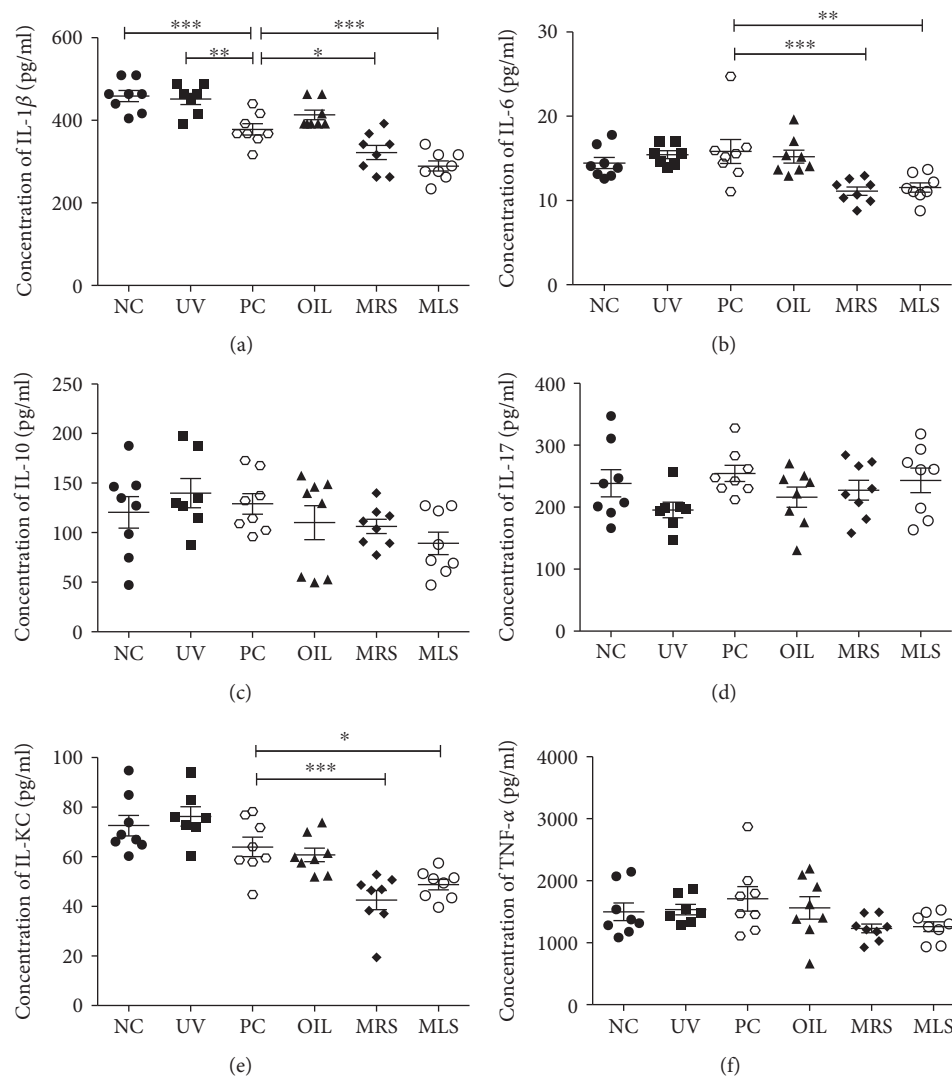 Concentration of IL-1β (pg/ml)
600
400
200
0
***
***
**
*
NC UV PC OIL MRS MLS
(a)
Concentration of IL-6 (pg/ml)
30
20
10
0
**
***
NC UV PC OIL MRS MLS
(b)
Concentration of IL-10 (pg/ml)
250
200
150
100
50
0
NC UV PC OIL MRS MLS
(c)
Concentration of IL-17 (pg/ml)
400
300
200
100
0
NC UV PC OIL MRS MLS
(d)
Concentration of IL-KC (pg/ml)
100
80
60
40
20
0
*
***
NC UV PC OIL MRS MLS
(e)
Concentration of TNF-α (pg/ml)
4000
3000
2000
1000
0
NC UV PC OIL MRS MLS
(f)